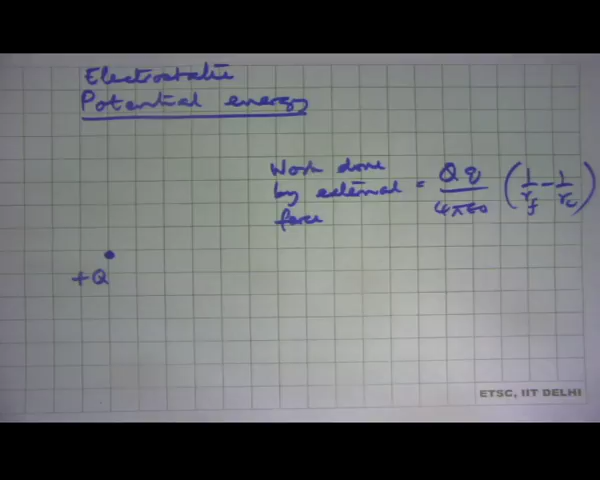 Electrostatic
Potential energy
Work done
by external = Qq/4πε0 (1/rf - 1/ri)
force
+Q
ETSC, IIT DELHI